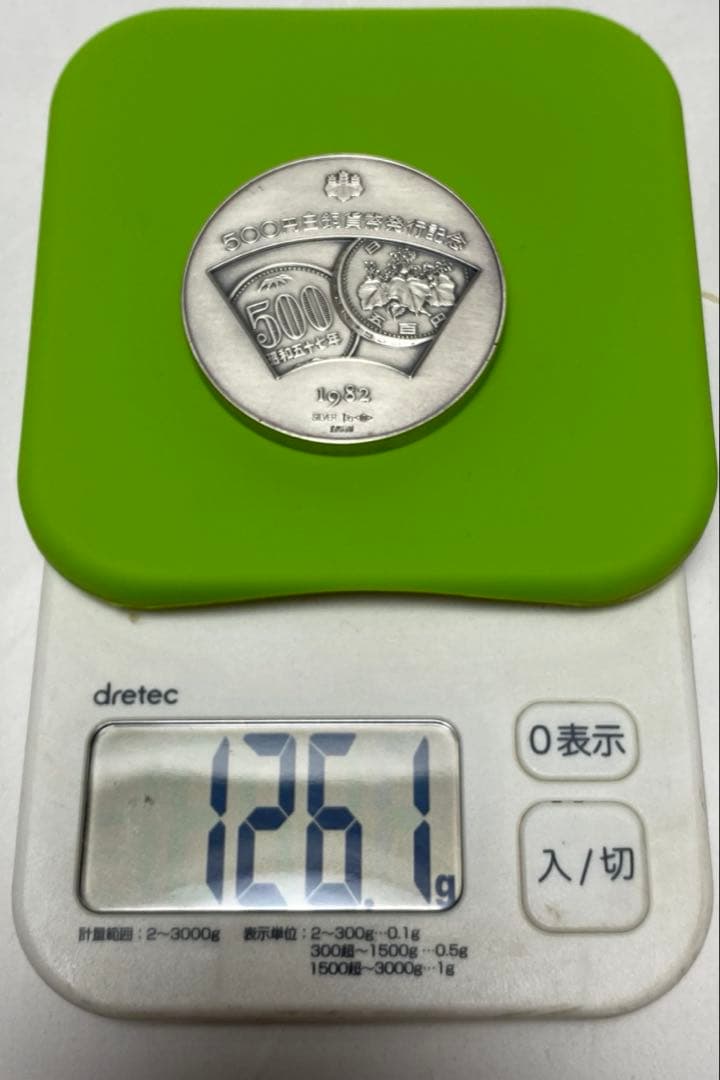 500円白銅貨幣発行記念
500
昭和五十七年
五百円
1982
SILVER
dretec
0表示
126.1g
入/切
計量範囲：2～3000g 表示単位：2～300g…0.1g
300超～1500g…0.5g
1500超～3000g…1g